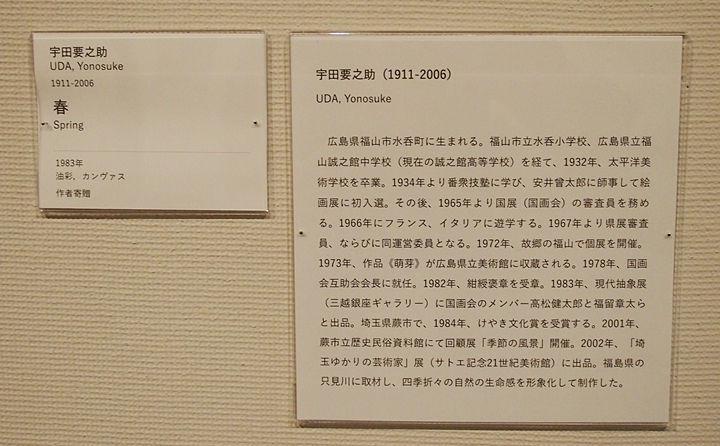 宇田要之助
UDA, Yonosuke
1911-2006
春
Spring
1983年
油彩、カンヴァス
作者寄贈
宇田要之助（1911-2006）
UDA, Yonosuke
広島県福山市水呑町に生まれる。福山市立水呑小学校、広島県立福
山誠之館中学校（現在の誠之館高等学校）を経て、1932年、太平洋美
術学校を卒業。1934年より番衆技塾に学び、安井曾太郎に師事して絵
画展に初入選。その後、1965年より国展（国画会）の審査員を務め
る。1966年にフランス、イタリアに遊学する。1967年より県展審査
員、ならびに同運営委員となる。1972年、故郷の福山で個展を開催。
1973年、作品《萌芽》が広島県立美術館に収蔵される。1978年、国画
会互助会会長に就任。1982年、紺綬褒章を受章。1983年、現代抽象展
（三越銀座ギャラリー）に国画会のメンバー高松健太郎と福留章太ら
と出品。埼玉県蕨市で、1984年、けやき文化賞を受賞する。2001年、
蕨市立歴史民俗資料館にて回顧展「季節の風景」開催。2002年、「埼
玉ゆかりの芸術家」展（サトエ記念21世紀美術館）に出品。福島県の
只見川に取材し、四季折々の自然の生命感を形象化して制作した。